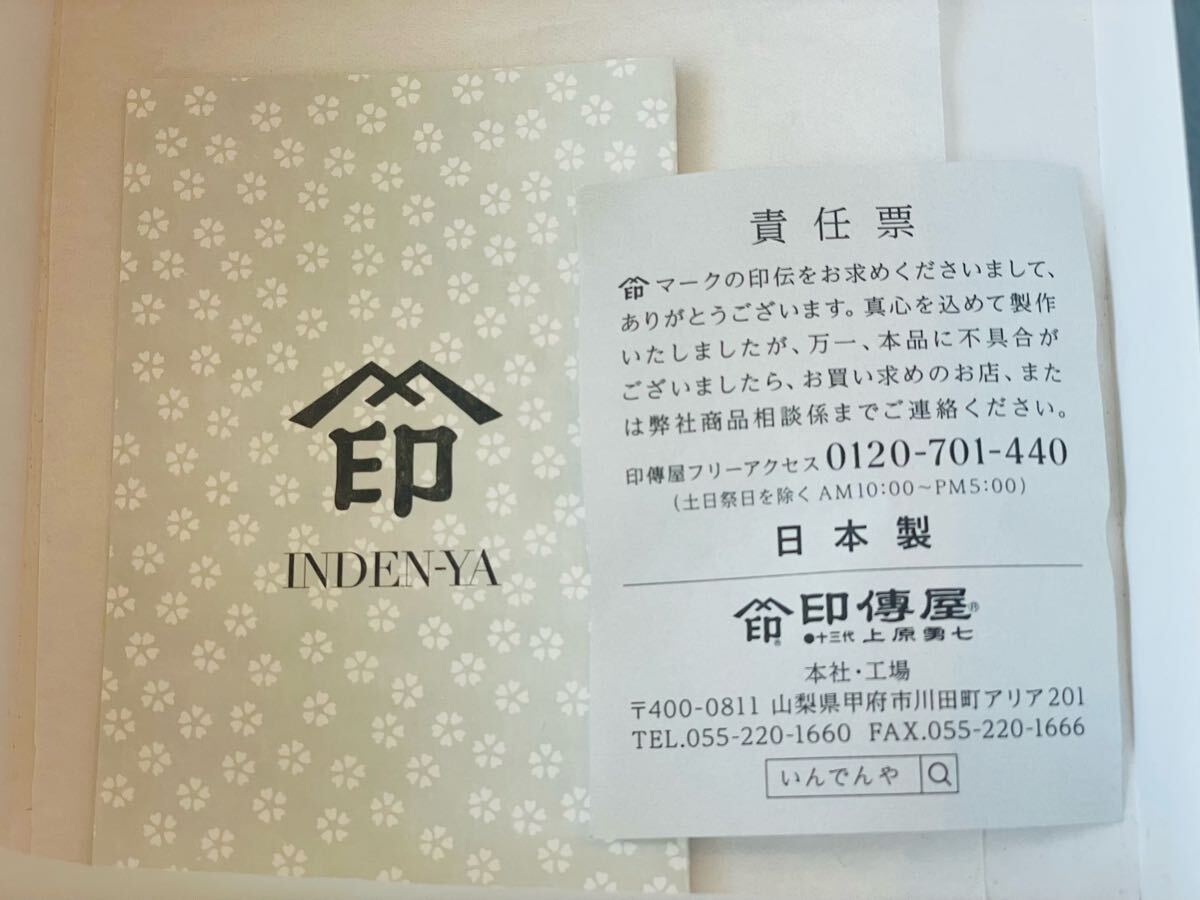 印
INDEN-YA
責任票
印マークの印伝をお求めくださいまして、
ありがとうございます。真心を込めて製作
いたしましたが、万一、本品に不具合が
ございましたら、お買い求めのお店、また
は弊社商品相談係までご連絡ください。
印傳屋フリーアクセス 0120-701-440
(土日祭日を除く AM10:00～PM5:00)
日本製
印® 印傳屋®
●十三代 上原勇七
本社・工場
〒400-0811 山梨県甲府市川田町アリア201
TEL.055-220-1660 FAX.055-220-1666
いんでんや